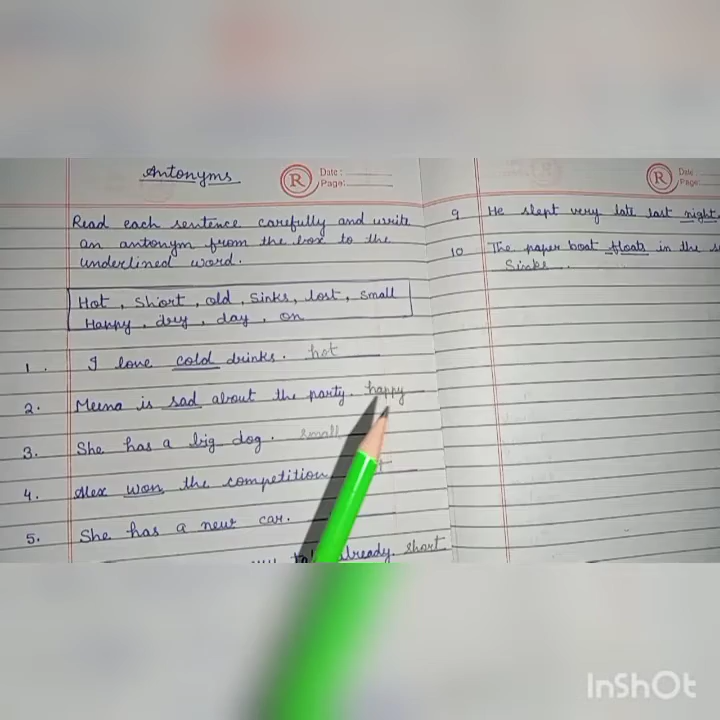 Antonyms
R Date:
Page:
Read each sentence carefully and write
an antonym from the box to the
underlined word.
Hot, Short, old, Sinks, lost, small
Happy, dry, day, on
1. I love cold drinks. hot
2. Meena is sad about the party. happy
3. She has a big dog. small
4. Alex won the competition
5. She has a new car.
already. short
R Date:
Page:
9 He slept very late last night
10 The paper boat floats in the
Sinks.
InShOt